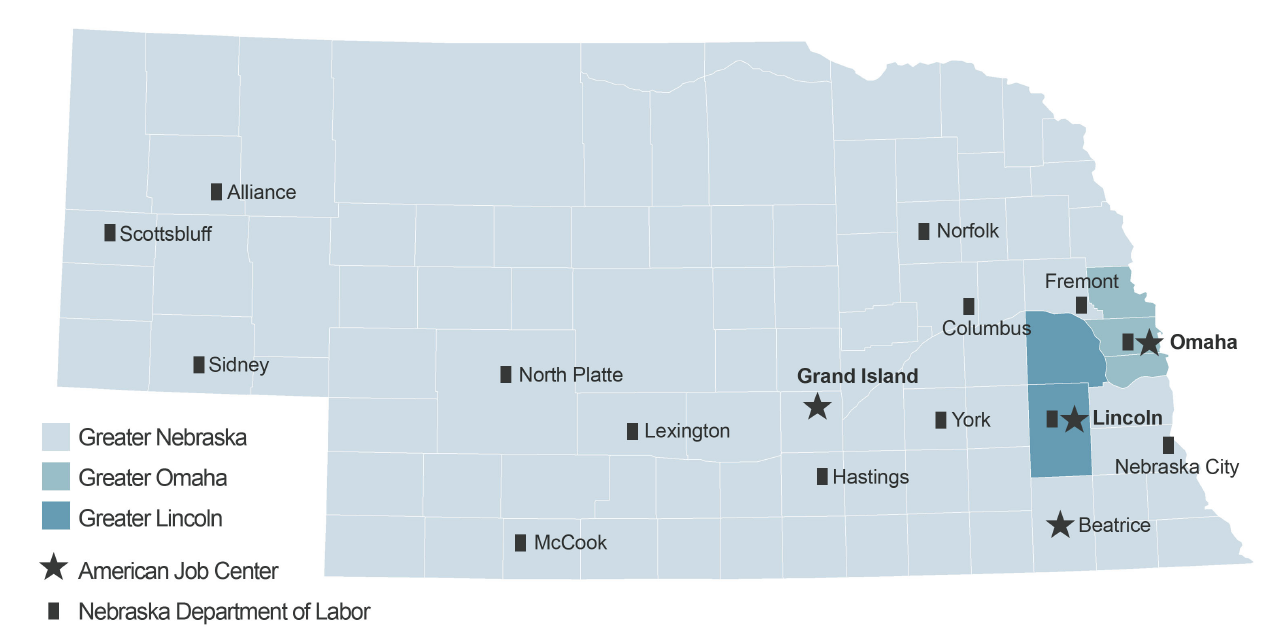 Alliance
Scottsbluff
Norfolk
Fremont
Columbus
Omaha
Sidney
North Platte
Grand Island
Lexington
York
Lincoln
Greater Nebraska
Nebraska City
Greater Omaha
Hastings
Greater Lincoln
Beatrice
McCook
American Job Center
Nebraska Department of Labor